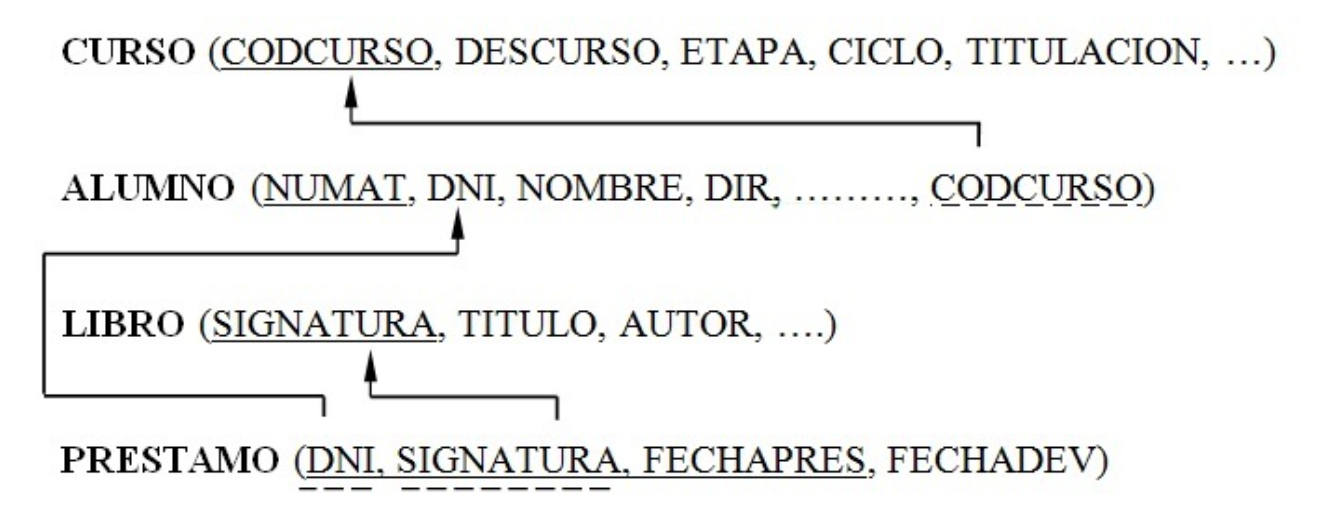 CURSO (CODCURSO, DESCURSO, ETAPA, CICLO, TITULACION, …)
ALUMNO (NUMAT, DNI, NOMBRE, DIR, ………, CODCURSO)
LIBRO (SIGNATURA, TITULO, AUTOR, ….)
PRESTAMO (DNI, SIGNATURA, FECHAPRES, FECHADEV)